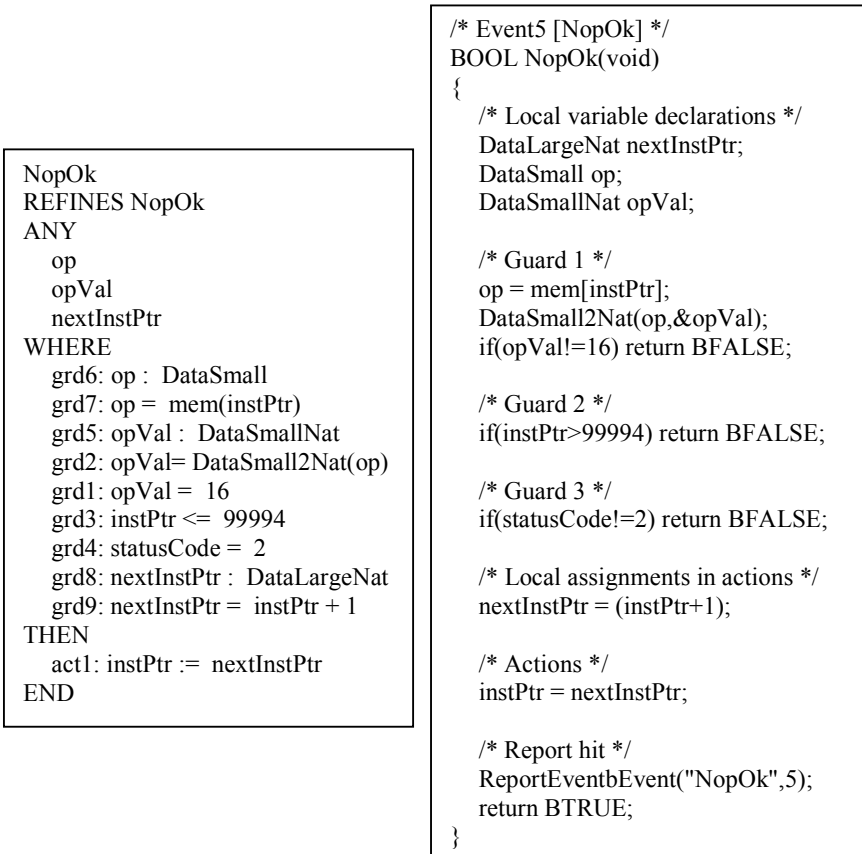 NopOk
REFINES NopOk
ANY
op
opVal
nextInstPtr
WHERE
grd6: op : DataSmall
grd7: op = mem(instPtr)
grd5: opVal : DataSmallNat
grd2: opVal= DataSmall2Nat(op)
grd1: opVal = 16
grd3: instPtr <= 99994
grd4: statusCode = 2
grd8: nextInstPtr : DataLargeNat
grd9: nextInstPtr = instPtr + 1
THEN
act1: instPtr := nextInstPtr
END
/* Event5 [NopOk] */
BOOL NopOk(void)
{
/* Local variable declarations */
DataLargeNat nextInstPtr;
DataSmall op;
DataSmallNat opVal;
/* Guard 1 */
op = mem[instPtr];
DataSmall2Nat(op,&opVal);
if(opVal!=16) return BFALSE;
/* Guard 2 */
if(instPtr>99994) return BFALSE;
/* Guard 3 */
if(statusCode!=2) return BFALSE;
/* Local assignments in actions */
nextInstPtr = (instPtr+1);
/* Actions */
instPtr = nextInstPtr;
/* Report hit */
ReportEventbEvent("NopOk",5);
return BTRUE;
}